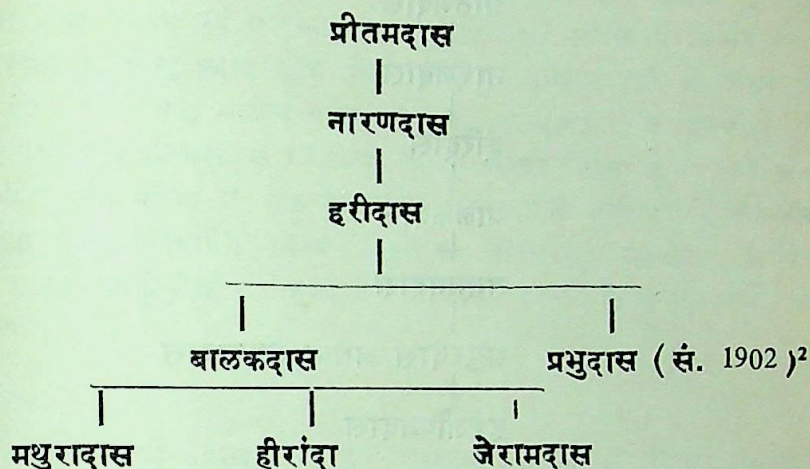 प्रीतमदास
नारणदास
हरीदास
बालकदास प्रभुदास ( सं. 1902 )²
मथुरादास हीरांदा जेरामदास